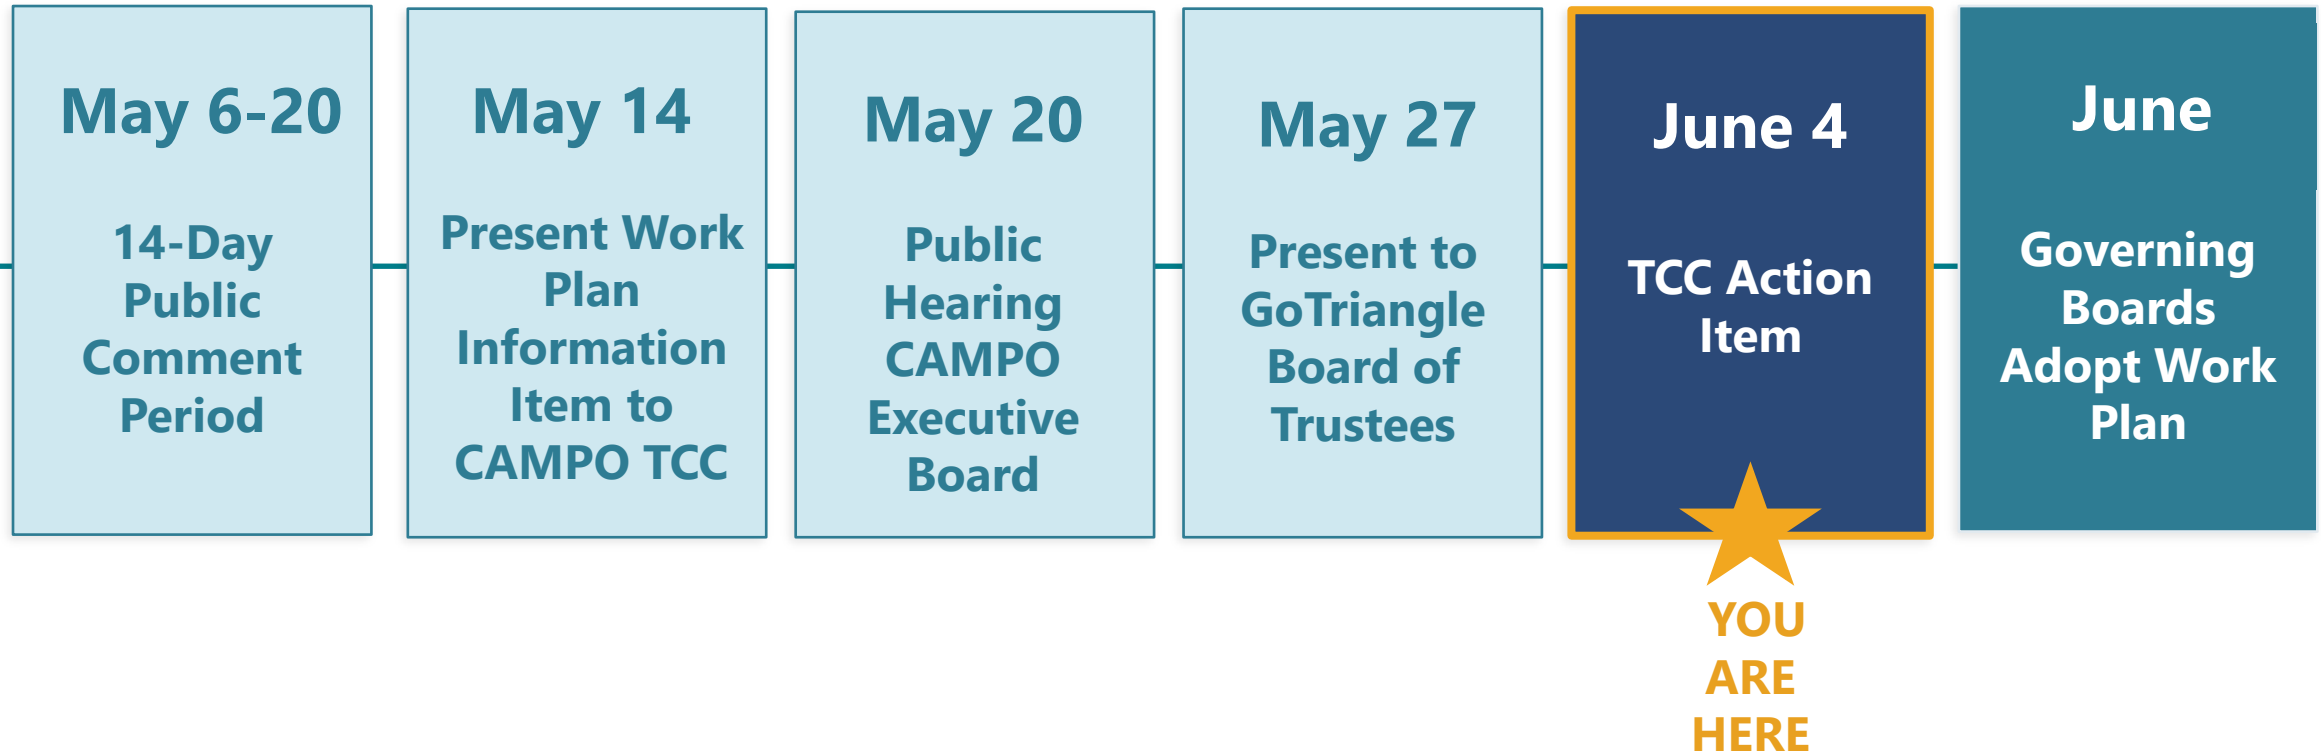 May 6-20
14-Day
Public
Comment
Period
May 14
Present Work
Plan
Information
Item to
CAMPO TCC
May 20
Public
Hearing
CAMPO
Executive
Board
May 27
Present to
GoTriangle
Board of
Trustees
June 4
TCC Action
Item
YOU
ARE
HERE
June
Governing
Boards
Adopt Work
Plan